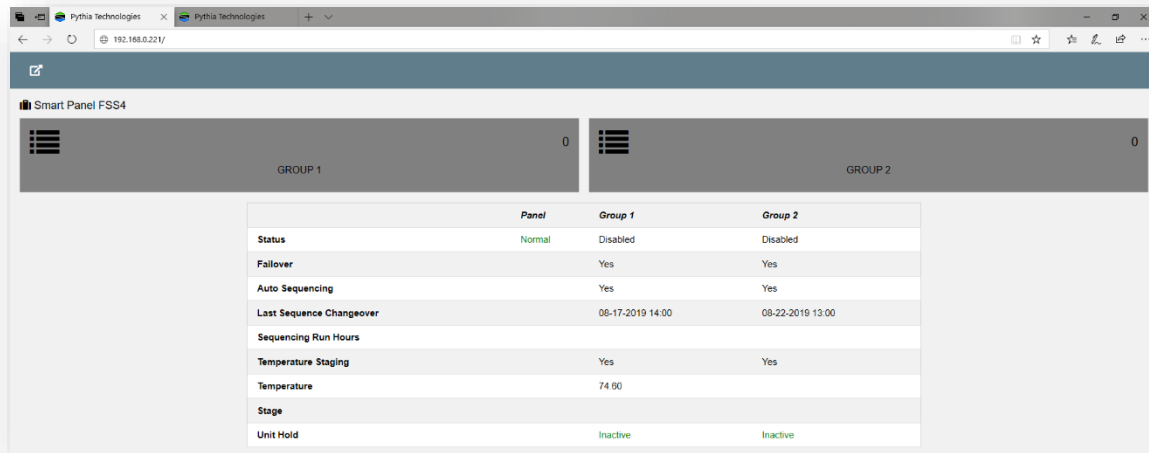 Pythia Technologies Pythia Technologies
192.168.0.221/
Smart Panel FSS4
0 0
GROUP 1 GROUP 2
Panel Group 1 Group 2
Status Normal Disabled Disabled
Failover Yes Yes
Auto Sequencing Yes Yes
Last Sequence Changeover 08-17-2019 14:00 08-22-2019 13:00
Sequencing Run Hours
Temperature Staging Yes Yes
Temperature 74.60
Stage
Unit Hold Inactive Inactive